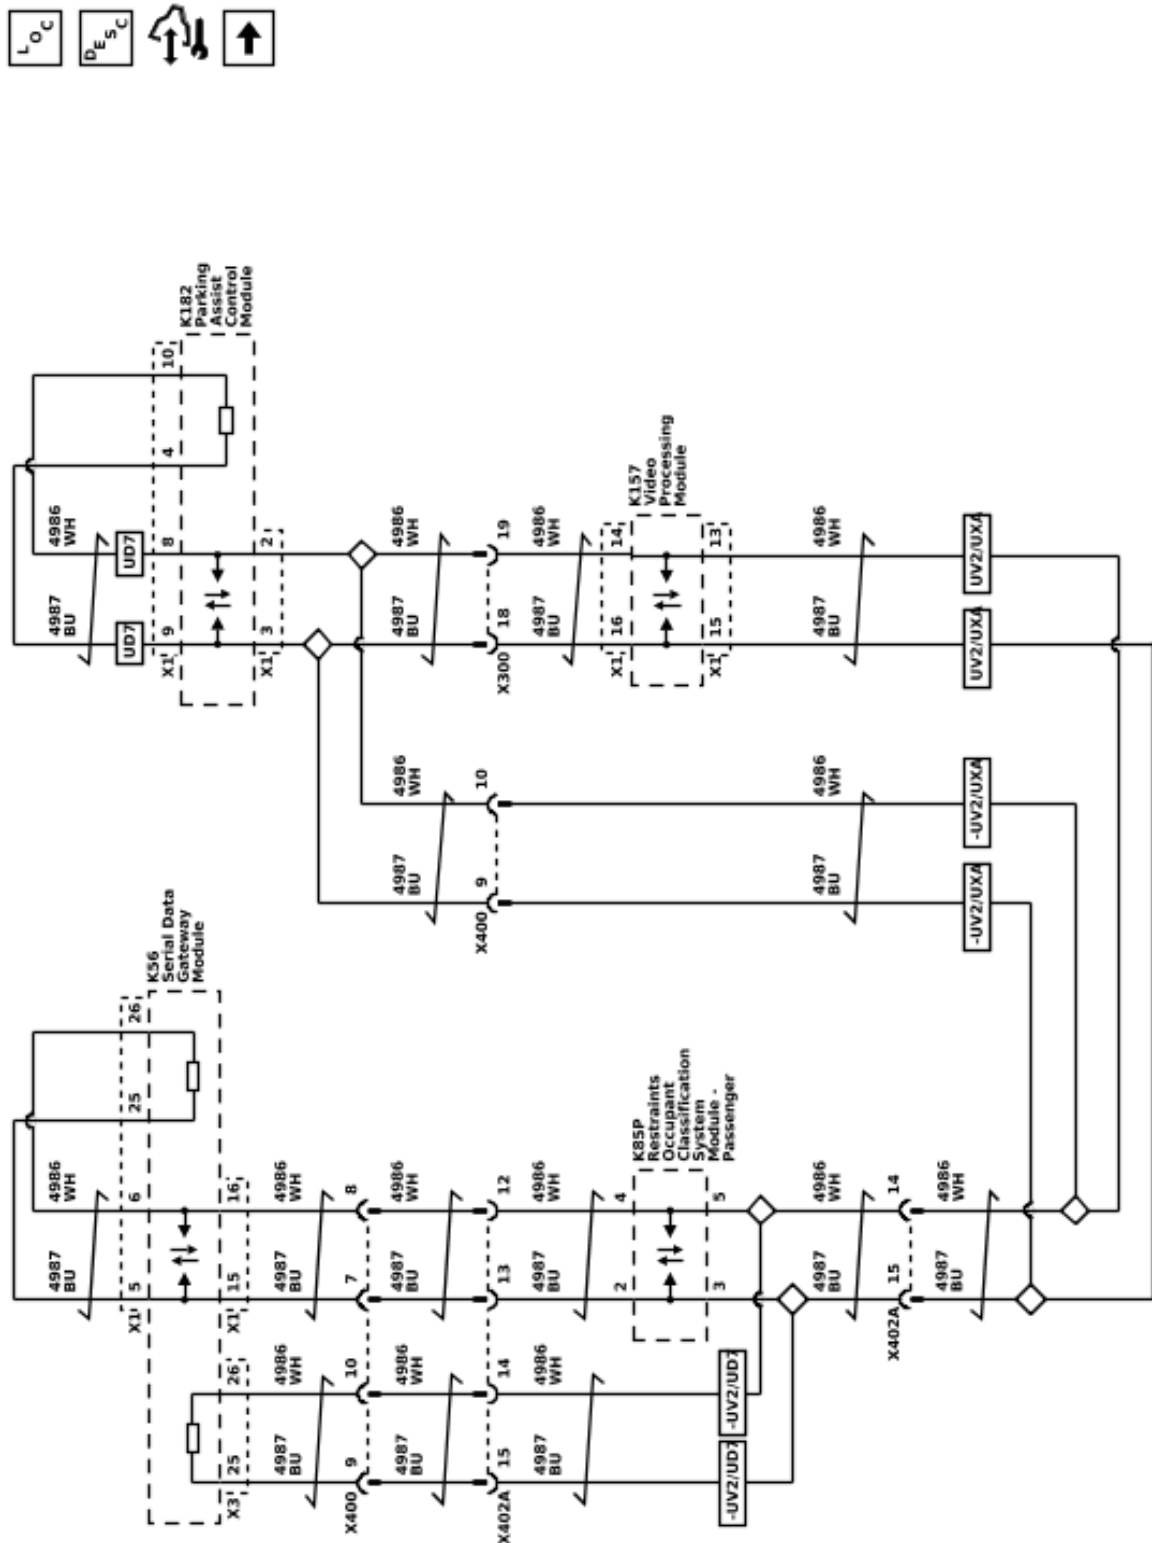 LOC
DESC
4987
BU
4986
WH
4987
BU
4986
WH
UD7
UD7
X1
5
6
25
26
K56
Serial Data
Gateway
Module
X1
9
8
4
10
K182
Parking
Assist
Control
Module
X3
25
26
X1
15
16
X1
3
2
4987
BU
4986
WH
4987
BU
4986
WH
X400
9
10
7
8
4987
BU
4986
WH
4987
BU
4986
WH
4987
BU
4986
WH
4987
BU
4986
WH
X402A
15
14
13
12
X400
9
10
X300
18
19
4987
BU
4986
WH
4987
BU
4986
WH
4987
BU
4986
WH
2
4
K85P
Restraints
Occupant
Classification
System
Module -
Passenger
3
5
X1
16
14
K157
Video
Processing
Module
X1
15
13
-UV2/UD7
-UV2/UD7
4987
BU
4986
WH
4987
BU
4986
WH
4987
BU
4986
WH
X402A
15
14
4987
BU
4986
WH
-UV2/UXA
-UV2/UXA
UV2/UXA
UV2/UXA